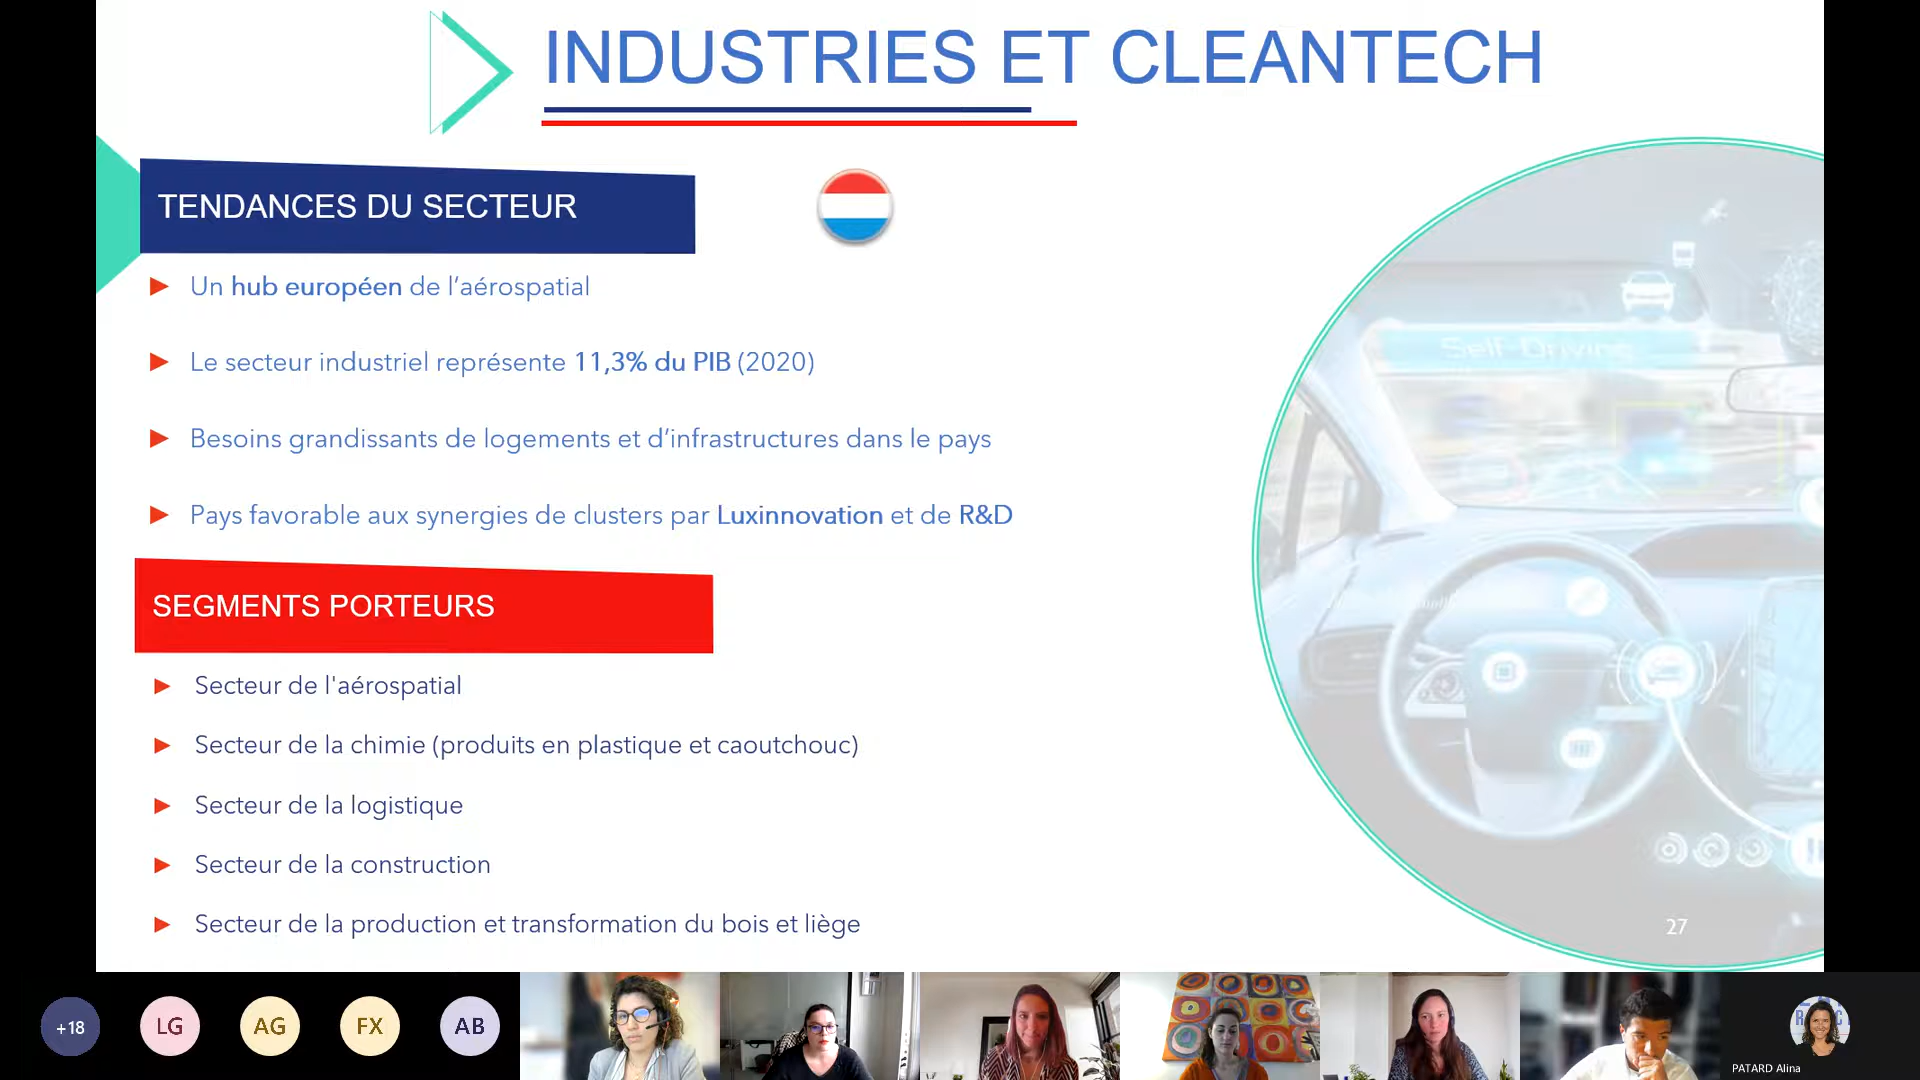 INDUSTRIES ET CLEANTECH
TENDANCES DU SECTEUR
Un hub européen de l’aérospatial
Le secteur industriel représente 11,3% du PIB (2020)
Besoins grandissants de logements et d’infrastructures dans le pays
Pays favorable aux synergies de clusters par Luxinnovation et de R&D
SEGMENTS PORTEURS
Secteur de l'aérospatial
Secteur de la chimie (produits en plastique et caoutchouc)
Secteur de la logistique
Secteur de la construction
Secteur de la production et transformation du bois et liège
Self Driving
27
+18
LG
AG
FX
AB
PATARD Alina